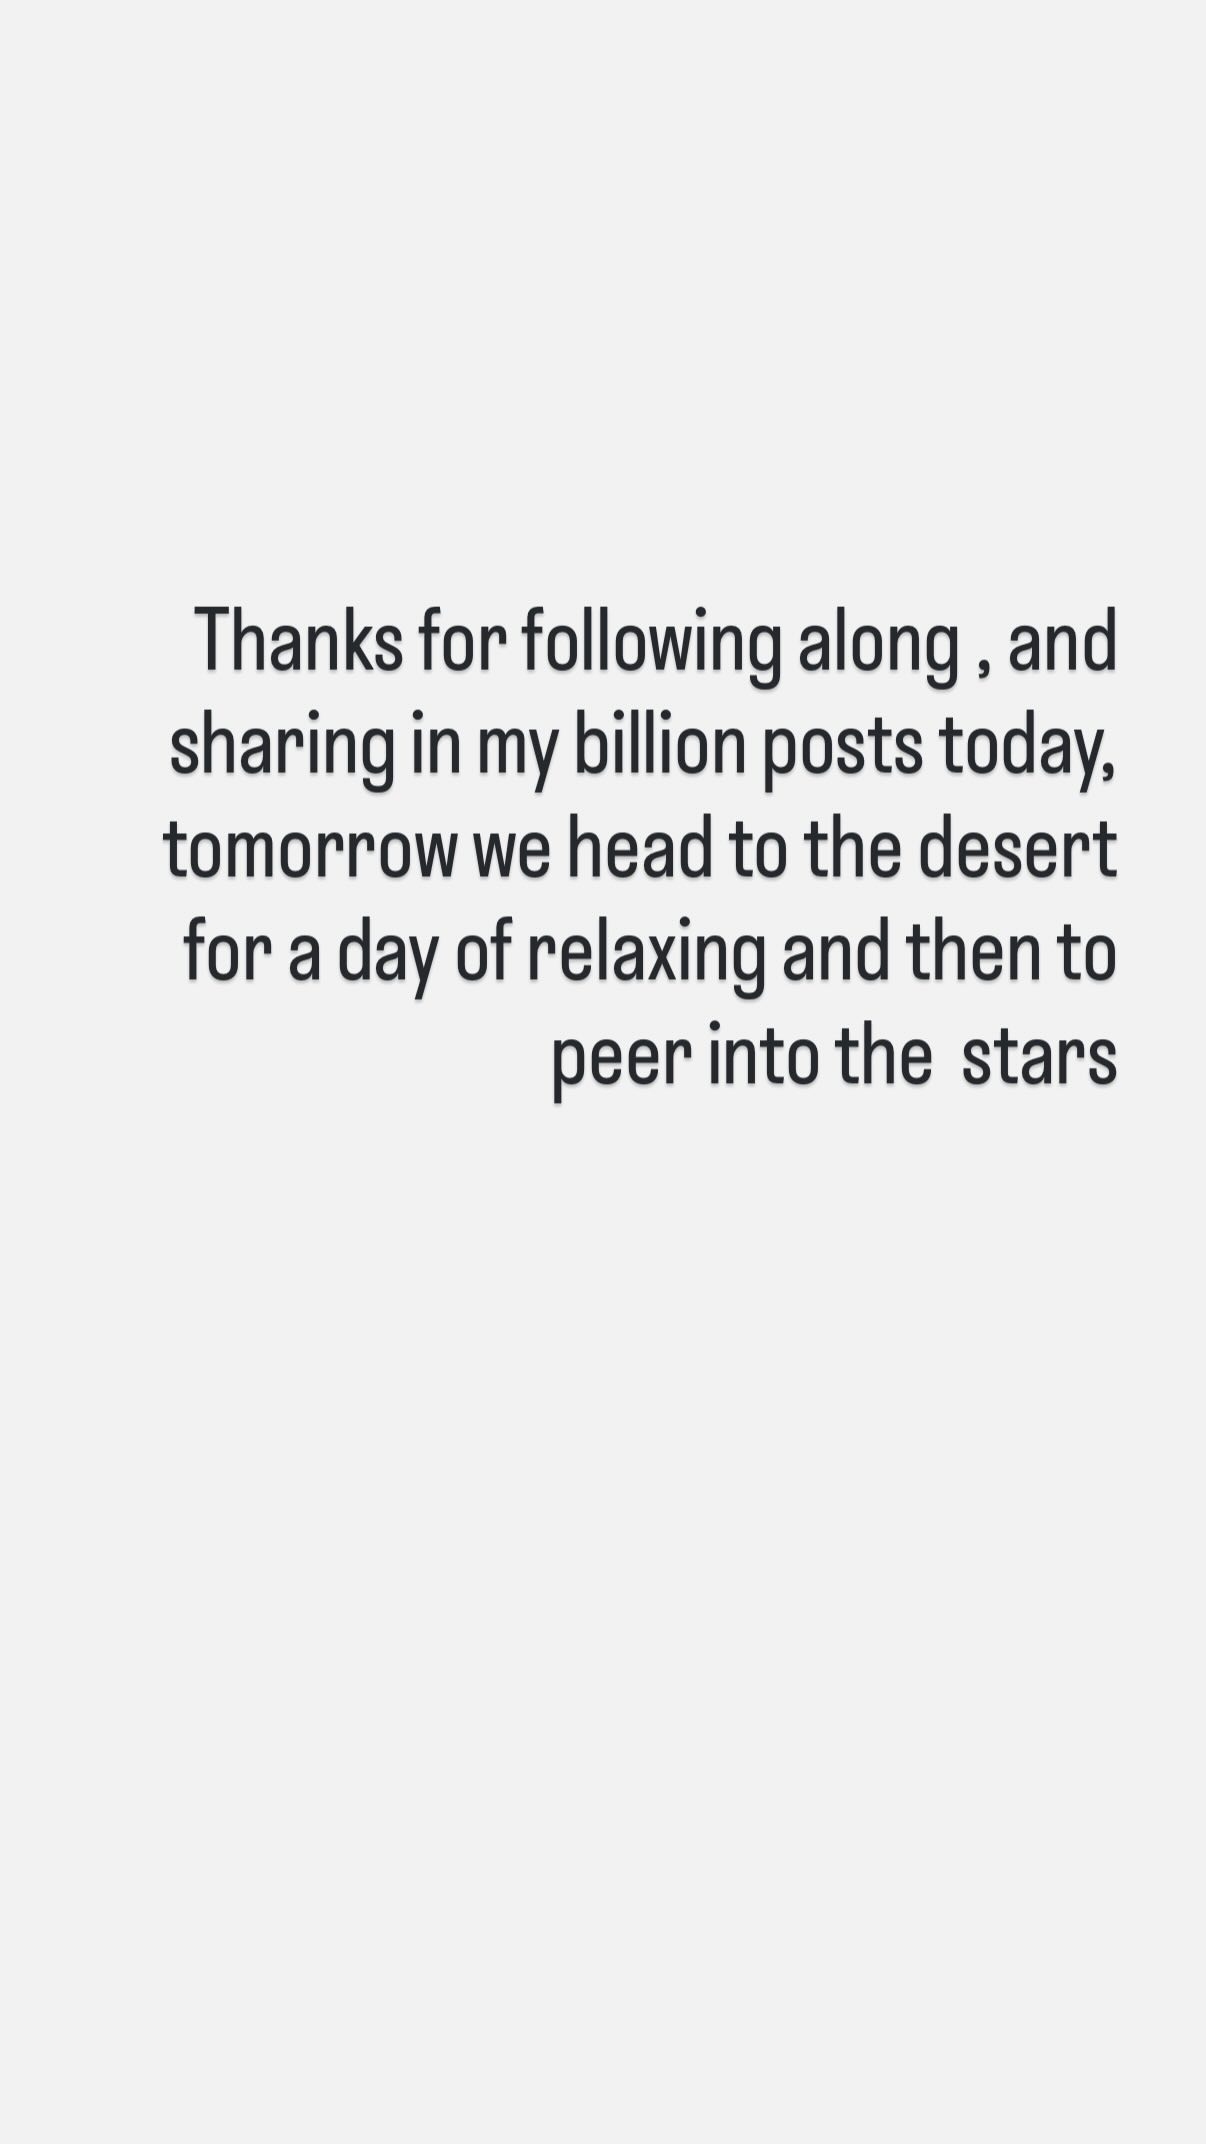 Thanks for following along , and
sharing in my billion posts today,
tomorrow we head to the desert
for a day of relaxing and then to
peer into the  stars